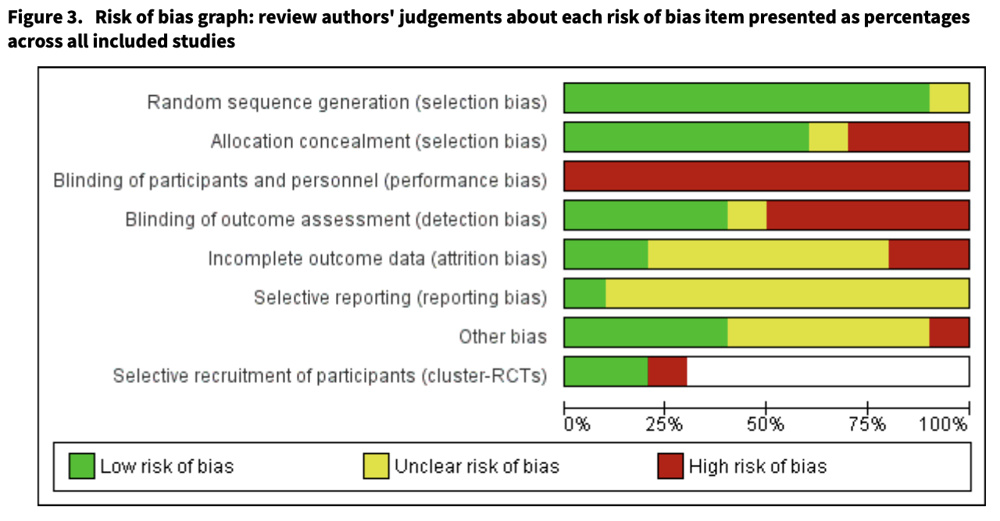 Figure 3. Risk of bias graph: review authors' judgements about each risk of bias item presented as percentages
across all included studies
Random sequence generation (selection bias)
Allocation concealment (selection bias)
Blinding of participants and personnel (performance bias)
Blinding of outcome assessment (detection bias)
Incomplete outcome data (attrition bias)
Selective reporting (reporting bias)
Other bias
Selective recruitment of participants (cluster-RCTs)
0% 25% 50% 75% 100%
Low risk of bias Unclear risk of bias High risk of bias